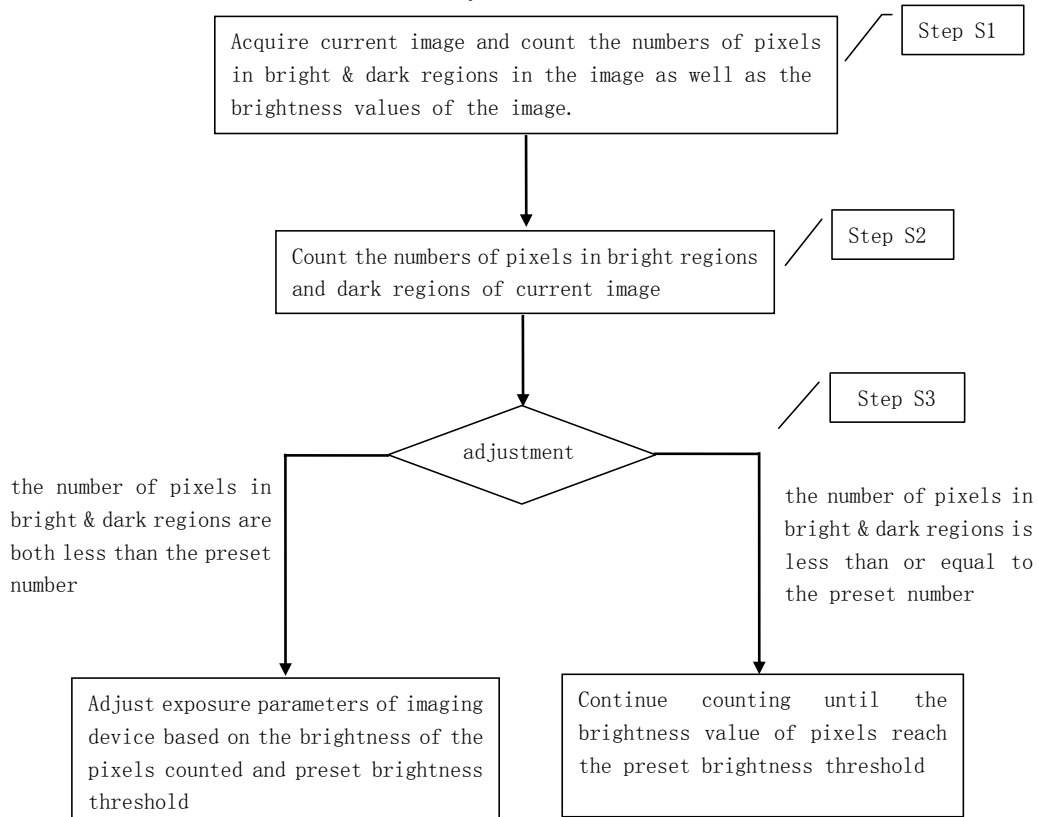 Acquire current image and count the numbers of pixels
in bright & dark regions in the image as well as the
brightness values of the image.
Step S1
Count the numbers of pixels in bright regions
and dark regions of current image
Step S2
adjustment
Step S3
the number of pixels in
bright & dark regions are
both less than the preset
number
the number of pixels in
bright & dark regions is
less than or equal to
the preset number
Adjust exposure parameters of imaging
device based on the brightness of the
pixels counted and preset brightness
threshold
Continue counting until the
brightness value of pixels reach
the preset brightness threshold